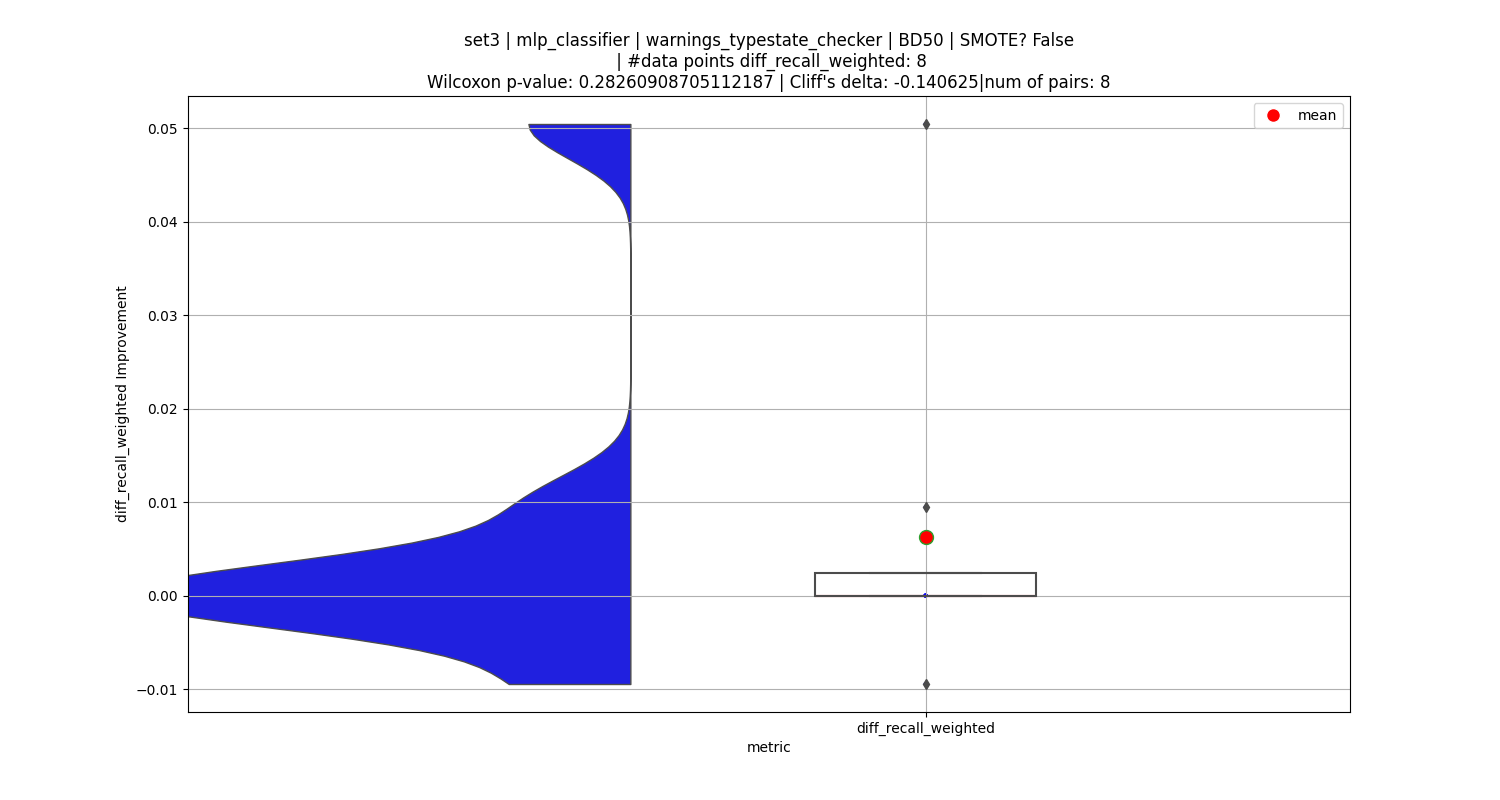 set3 | mlp_classifier | warnings_typestate_checker | BD50 | SMOTE? False
| #data points diff_recall_weighted: 8
Wilcoxon p-value: 0.28260908705112187 | Cliff's delta: -0.140625|num of pairs: 8
mean
0.05
0.04
0.03
0.02
0.01
0.00
−0.01
diff_recall_weighted Improvement
diff_recall_weighted
metric